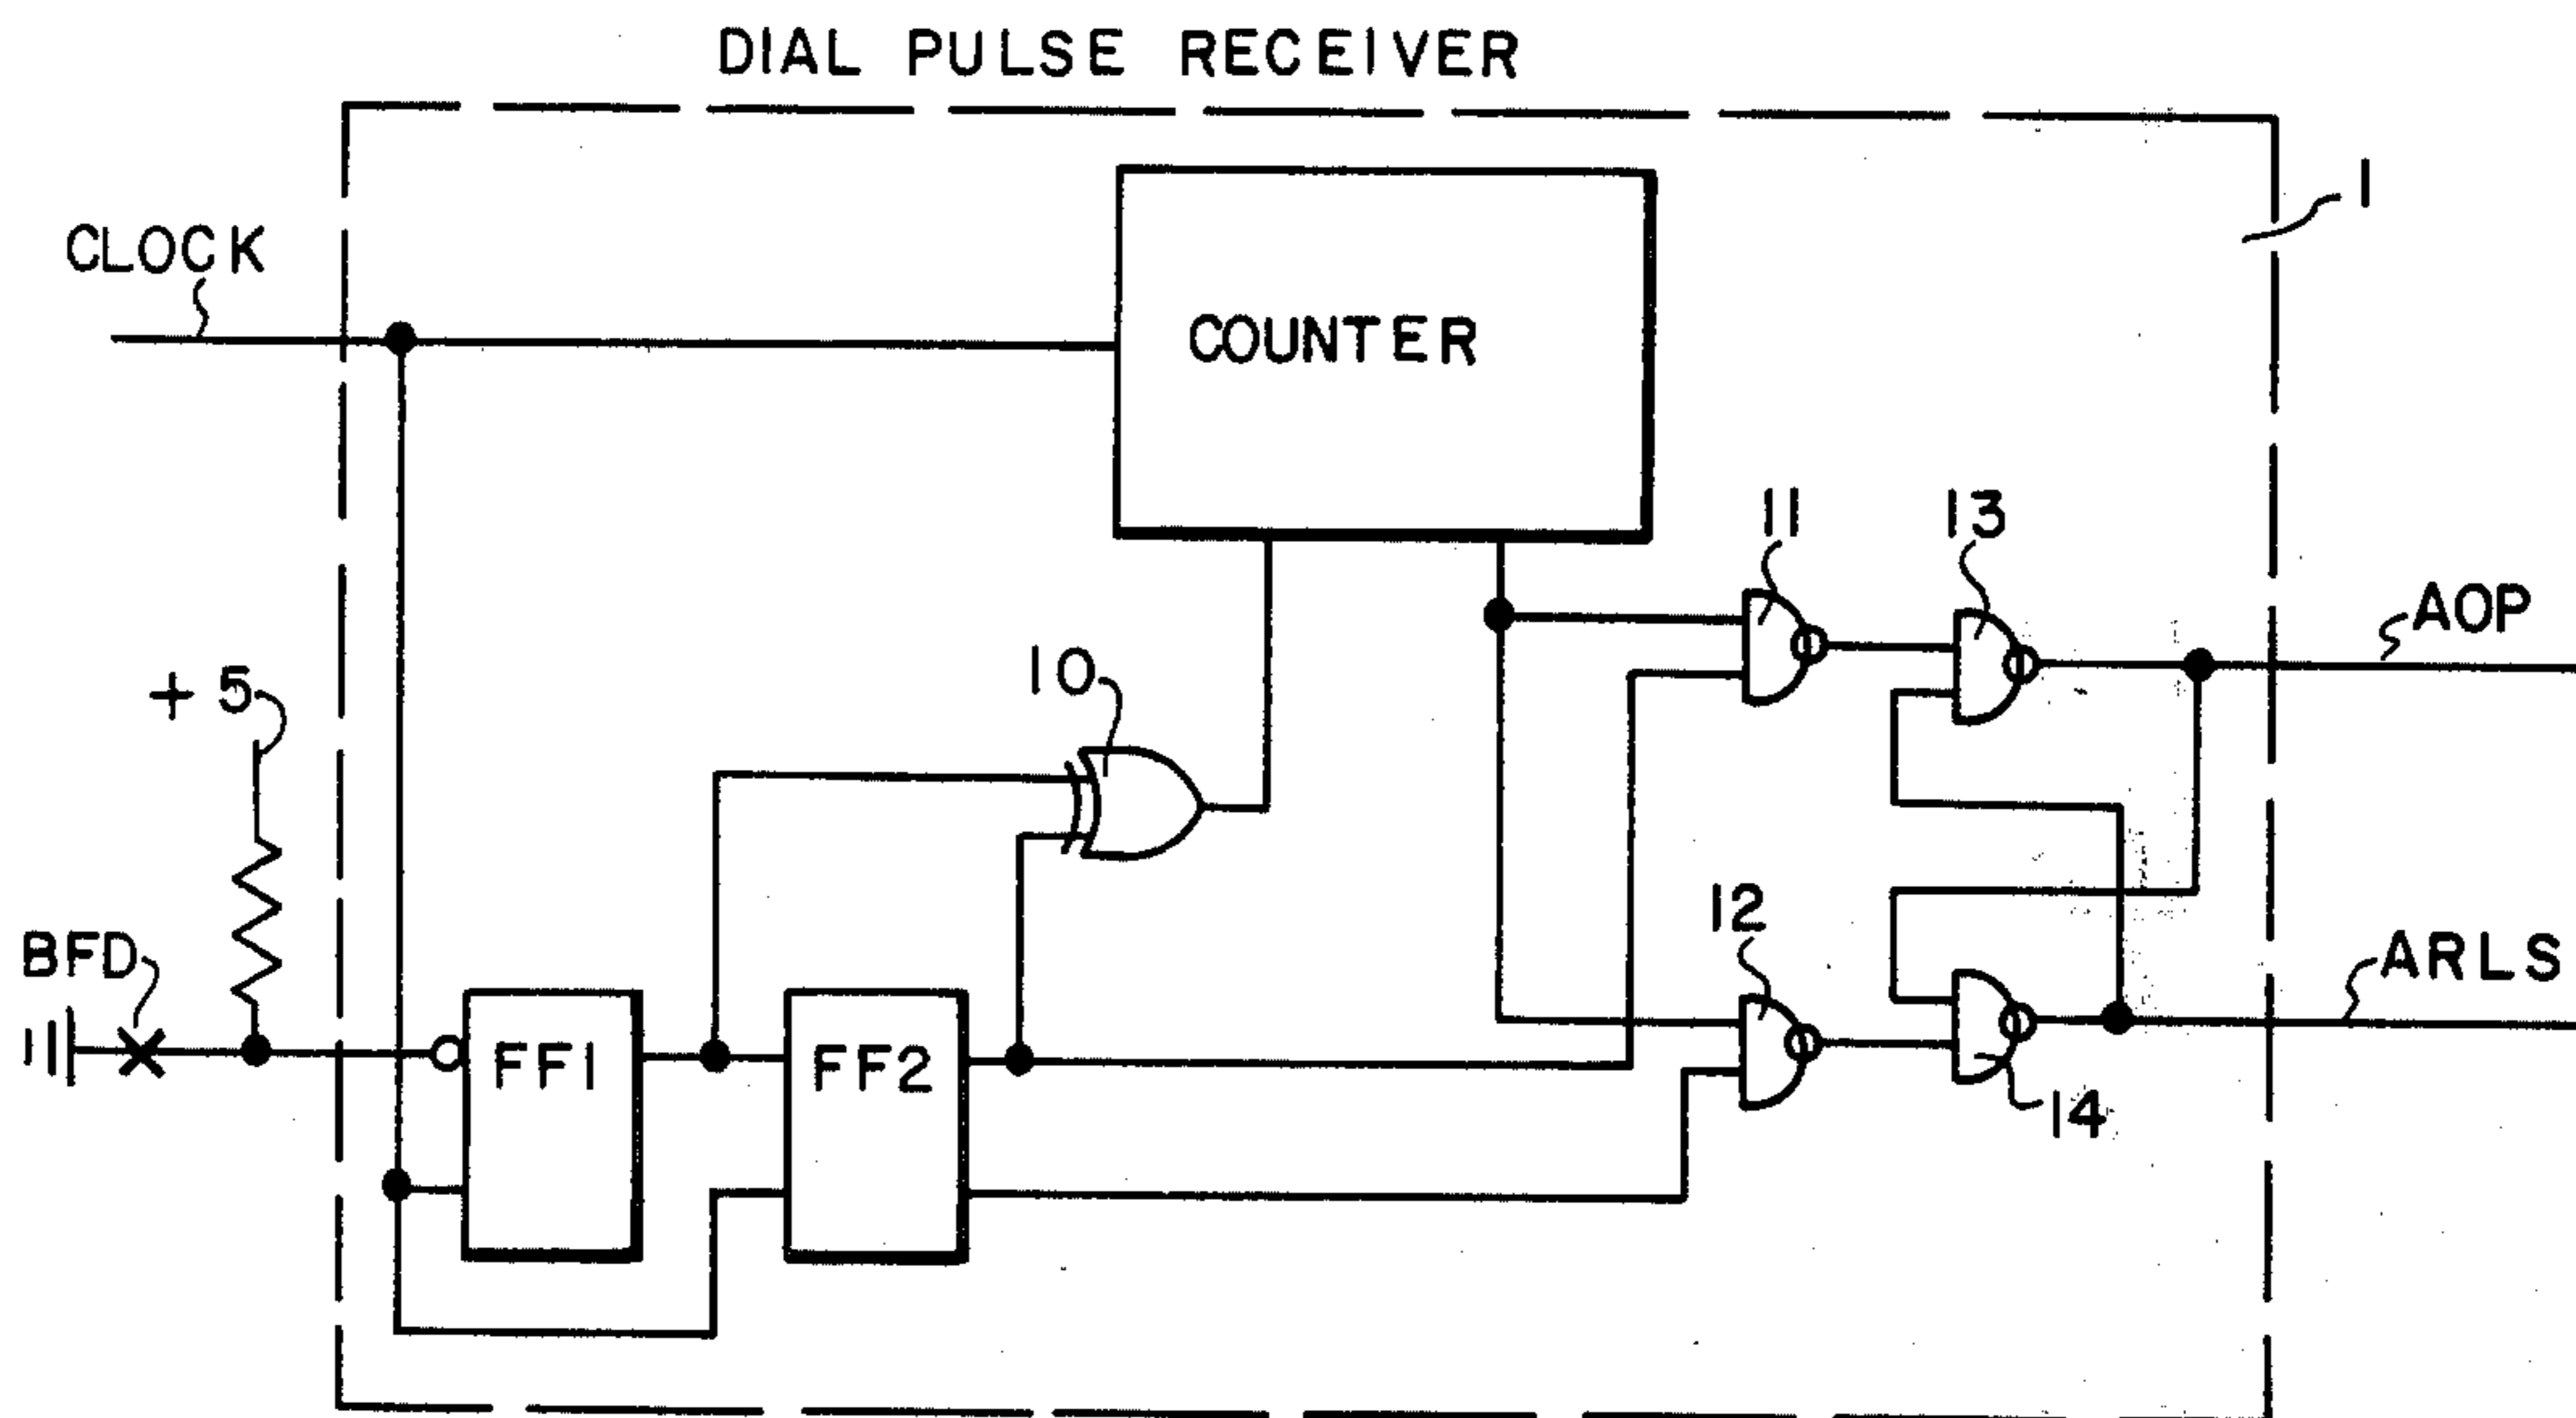 DIAL PULSE RECEIVER
1
CLOCK
COUNTER
11
13
AOP
+5
10
BFD
12
ARLS
FF1
FF2
14